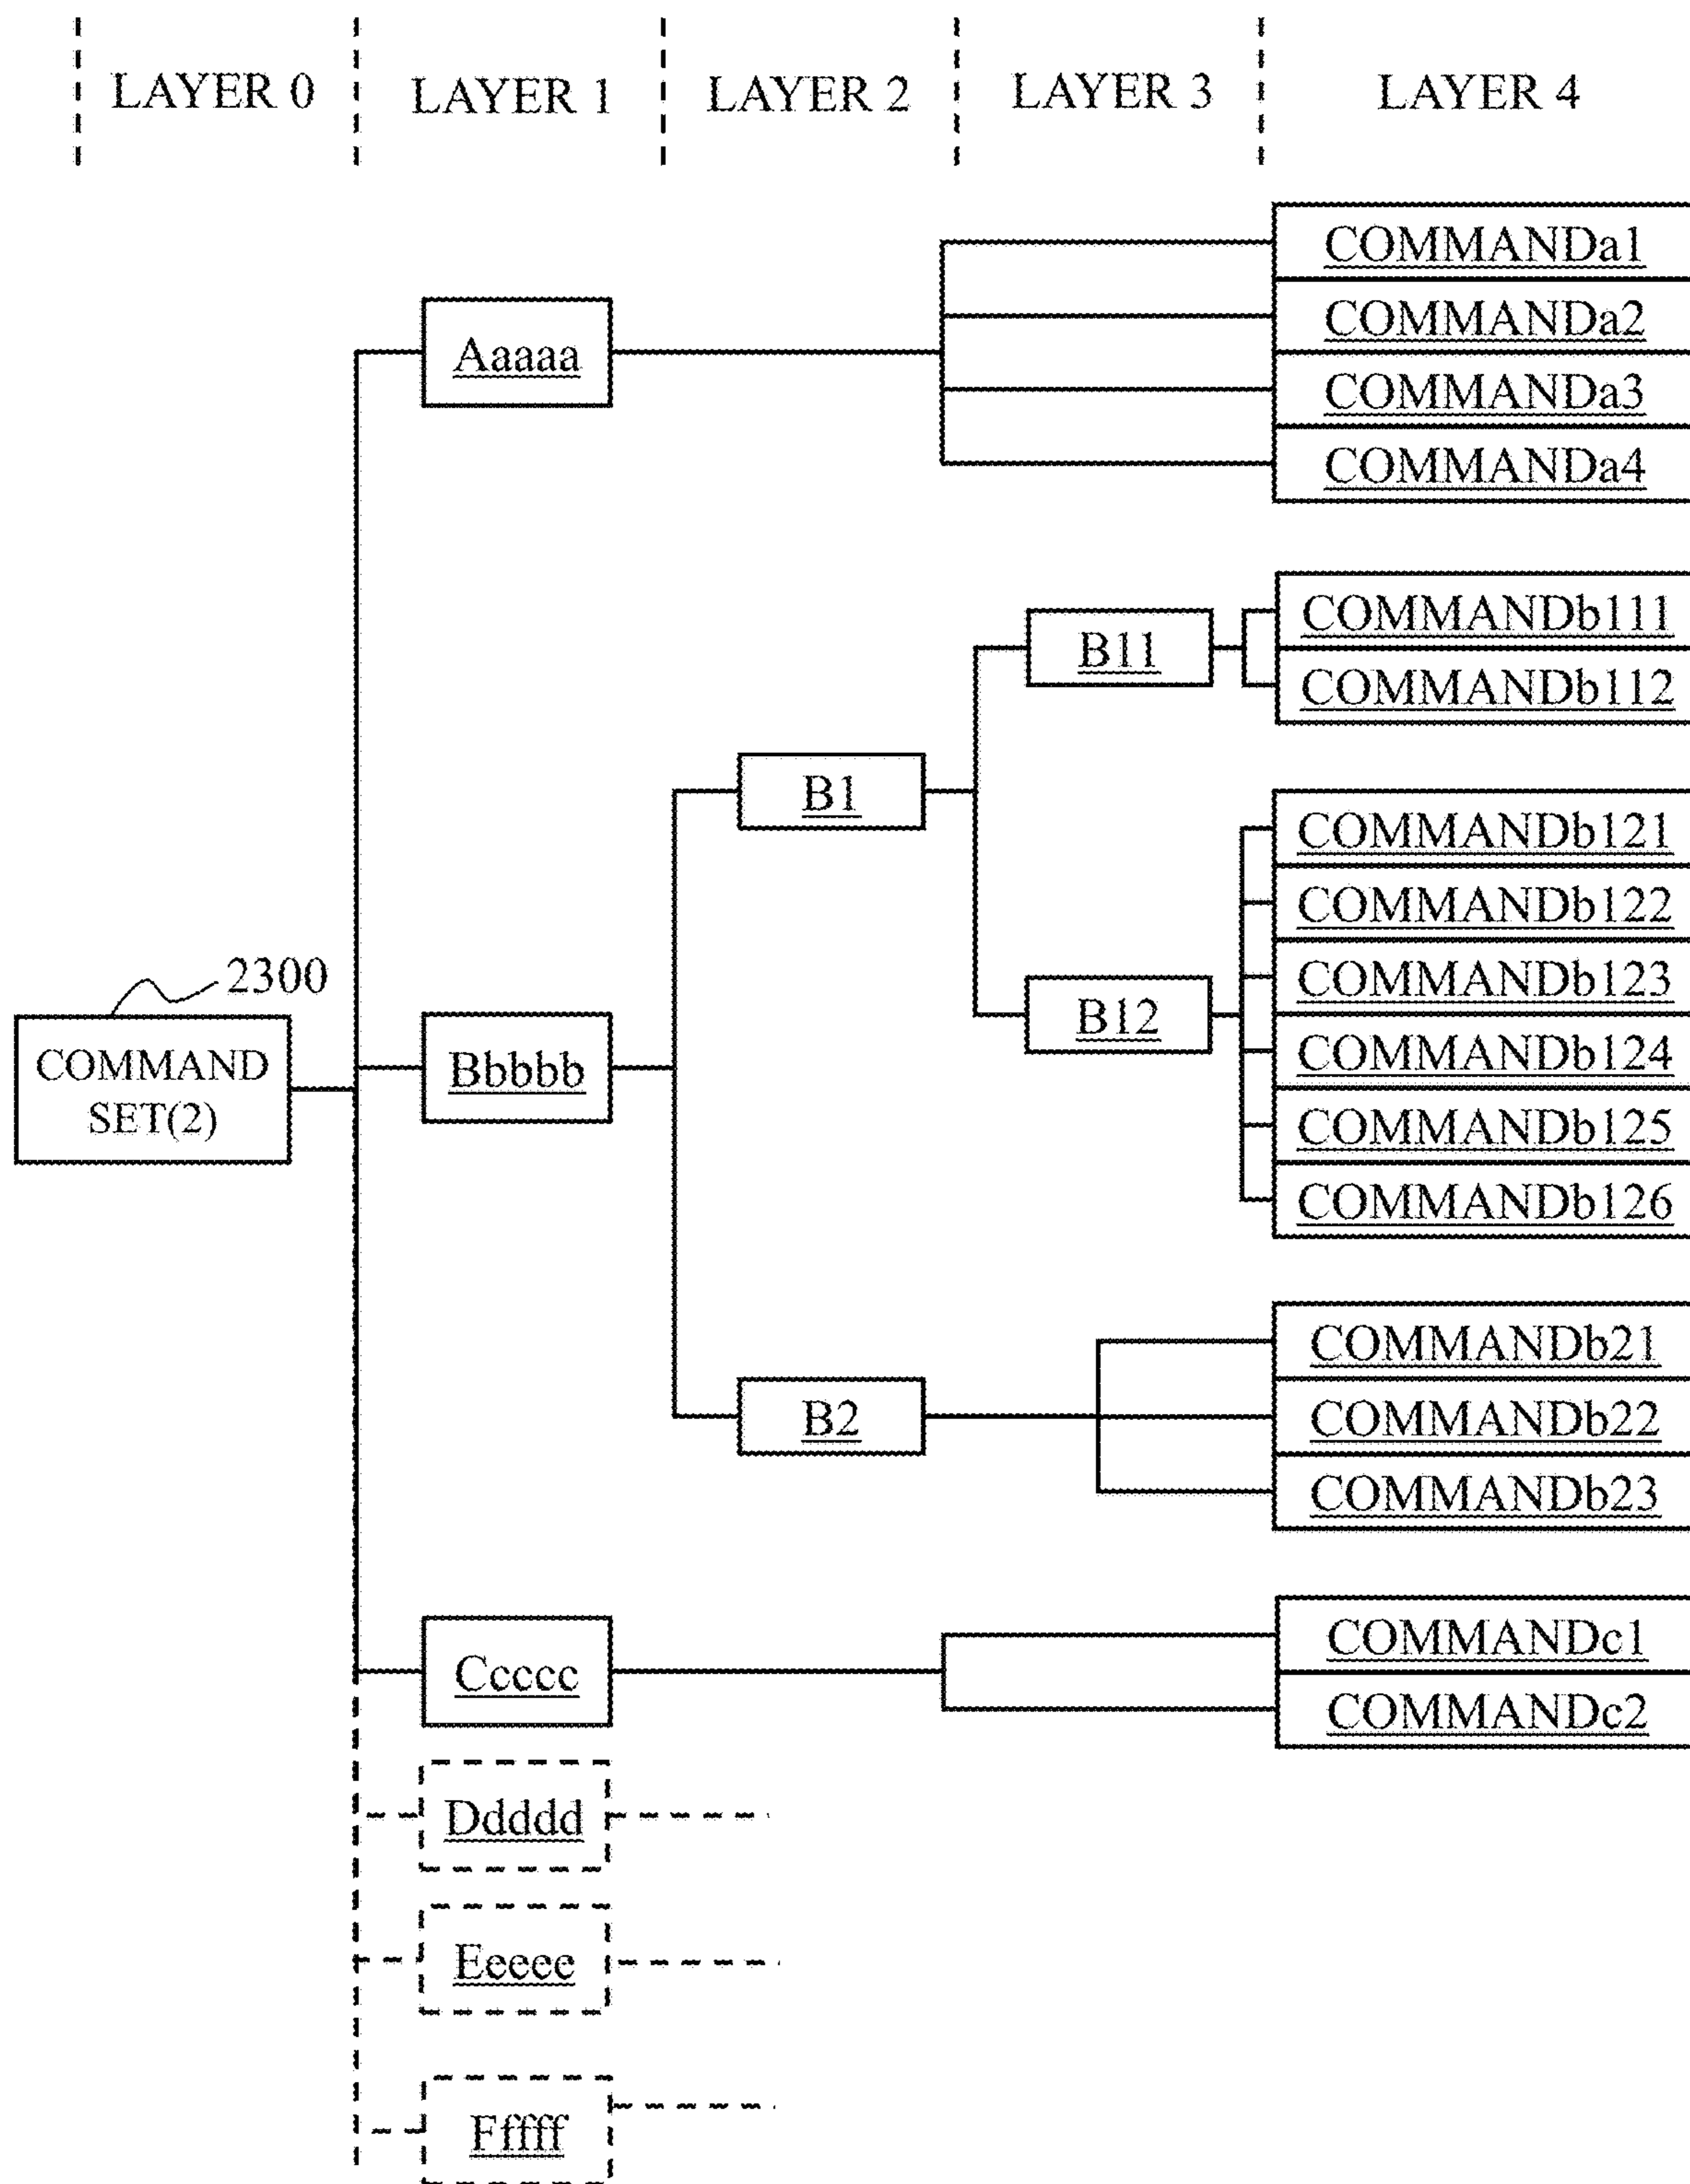 LAYER 0
LAYER 1
LAYER 2
LAYER 3
LAYER 4
COMMANDa1
COMMANDa2
Aaaaa
COMMANDa3
COMMANDa4
COMMANDb111
B11
COMMANDb112
B1
COMMANDb121
COMMANDb122
2300
COMMANDb123
B12
COMMAND
SET(2)
Bbbbb
COMMANDb124
COMMANDb125
COMMANDb126
COMMANDb21
B2
COMMANDb22
COMMANDb23
COMMANDc1
Ccccc
COMMANDc2
Ddddd
Eeeee
Fffff